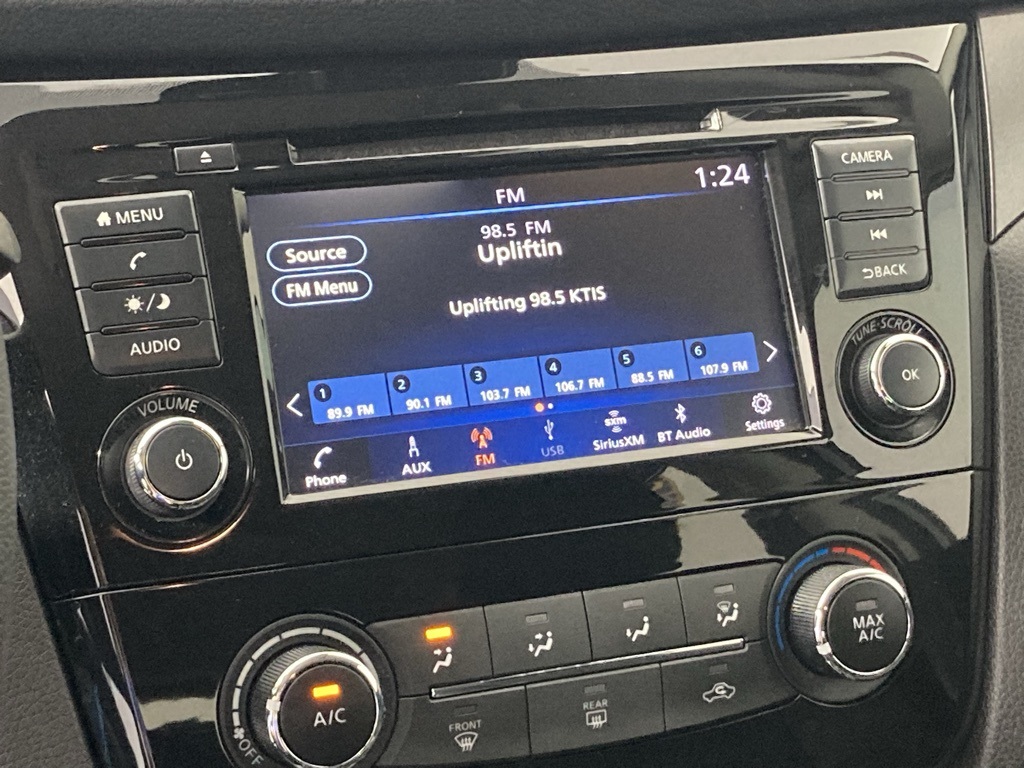 CAMERA
1:24
FM
MENU
98.5 FM
Source
Upliftin
BACK
FM Menu
Uplifting 98.5 KTIS
AUDIO
TUNE·SCROLL
OK
1 2 3 4 5 6
89.9 FM 90.1 FM 103.7 FM 106.7 FM 88.5 FM 107.9 FM
VOLUME
Phone AUX FM USB sxm SiriusXM BT Audio Settings
MAX
A/C
A/C
FRONT
REAR
OFF